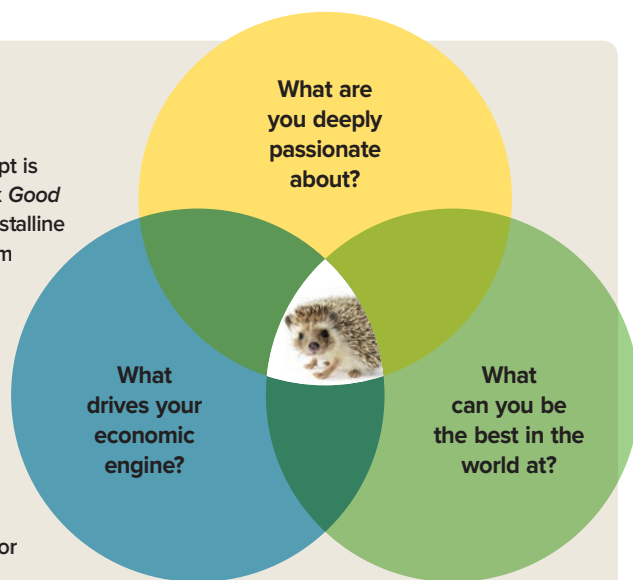 What are
you deeply
passionate
about?
pt is
Good
stalline
m
What
drives your
economic
engine?
What
can you be
the best in the
world at?
or